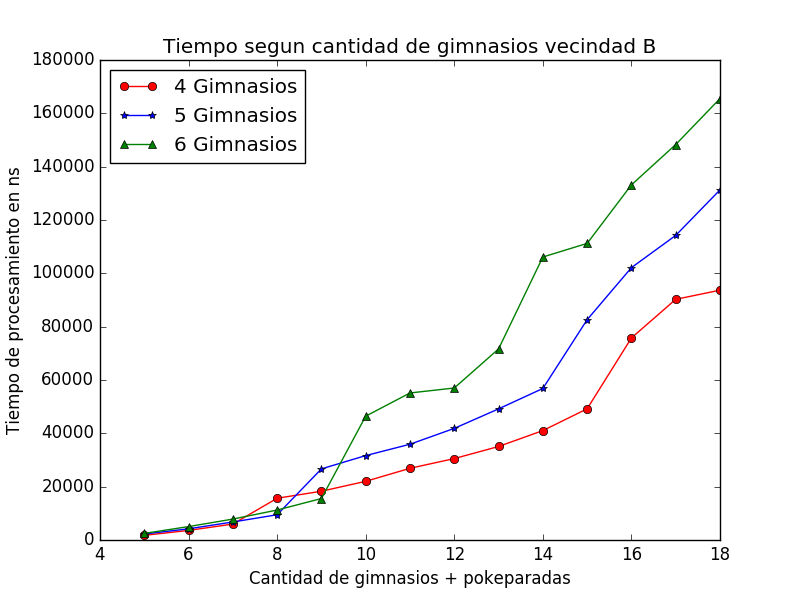 Tiempo segun cantidad de gimnasios vecindad B
180000
160000
140000
120000
100000
80000
60000
40000
20000
0
Tiempo de procesamiento en ns
4 Gimnasios
5 Gimnasios
6 Gimnasios
4 6 8 10 12 14 16 18
Cantidad de gimnasios + pokeparadas